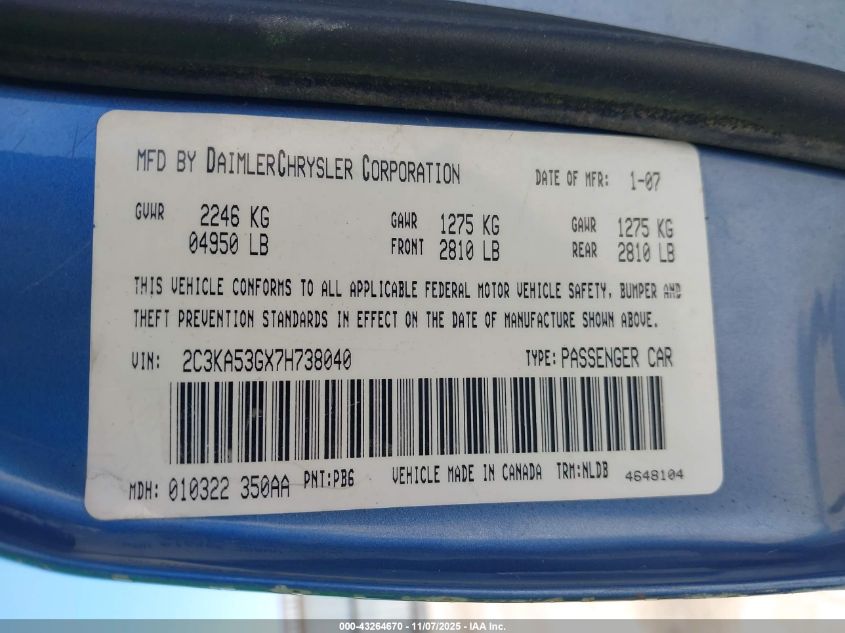 MFD BY DAIMLERCHRYSLER CORPORATION DATE OF MFR: 1-07
GVWR 2246 KG GAWR 1275 KG GAWR 1275 KG
04950 LB FRONT 2810 LB REAR 2810 LB
THIS VEHICLE CONFORMS TO ALL APPLICABLE FEDERAL MOTOR VEHICLE SAFETY, BUMPER AND
THEFT PREVENTION STANDARDS IN EFFECT ON THE DATE OF MANUFACTURE SHOWN ABOVE.
VIN: 2C3KA53GX7H738040 TYPE: PASSENGER CAR
MDH: 010322 350AA PNT:PB6 VEHICLE MADE IN CANADA TRM:NLDB 4648104
000-43264670 - 11/07/2025 - IAA Inc.